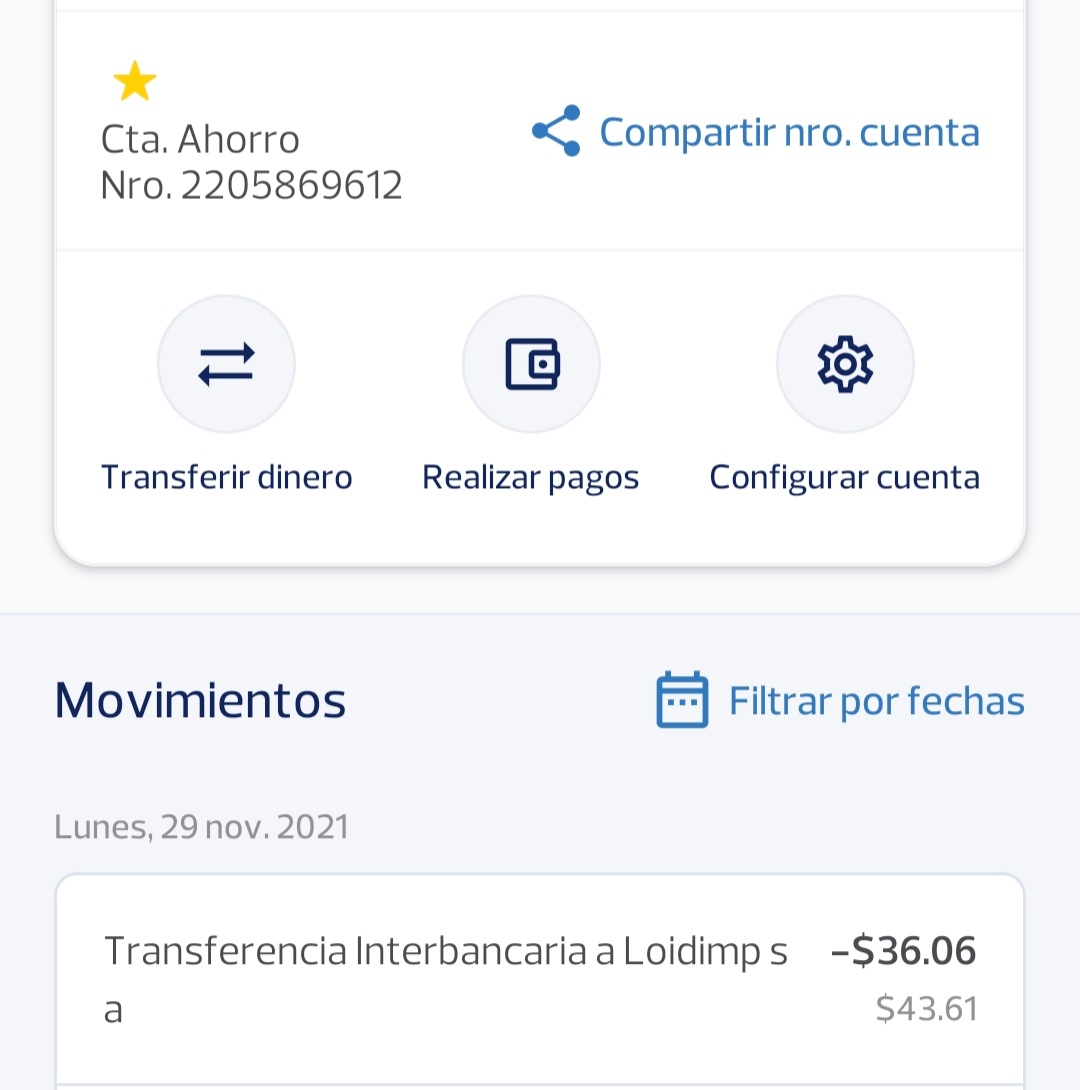 Cta. Ahorro
Nro. 2205869612
Compartir nro. cuenta
Transferir dinero
Realizar pagos
Configurar cuenta
Movimientos
Filtrar por fechas
Lunes, 29 nov. 2021
Transferencia Interbancaria a Loidimp s
a
-$36.06
$43.61